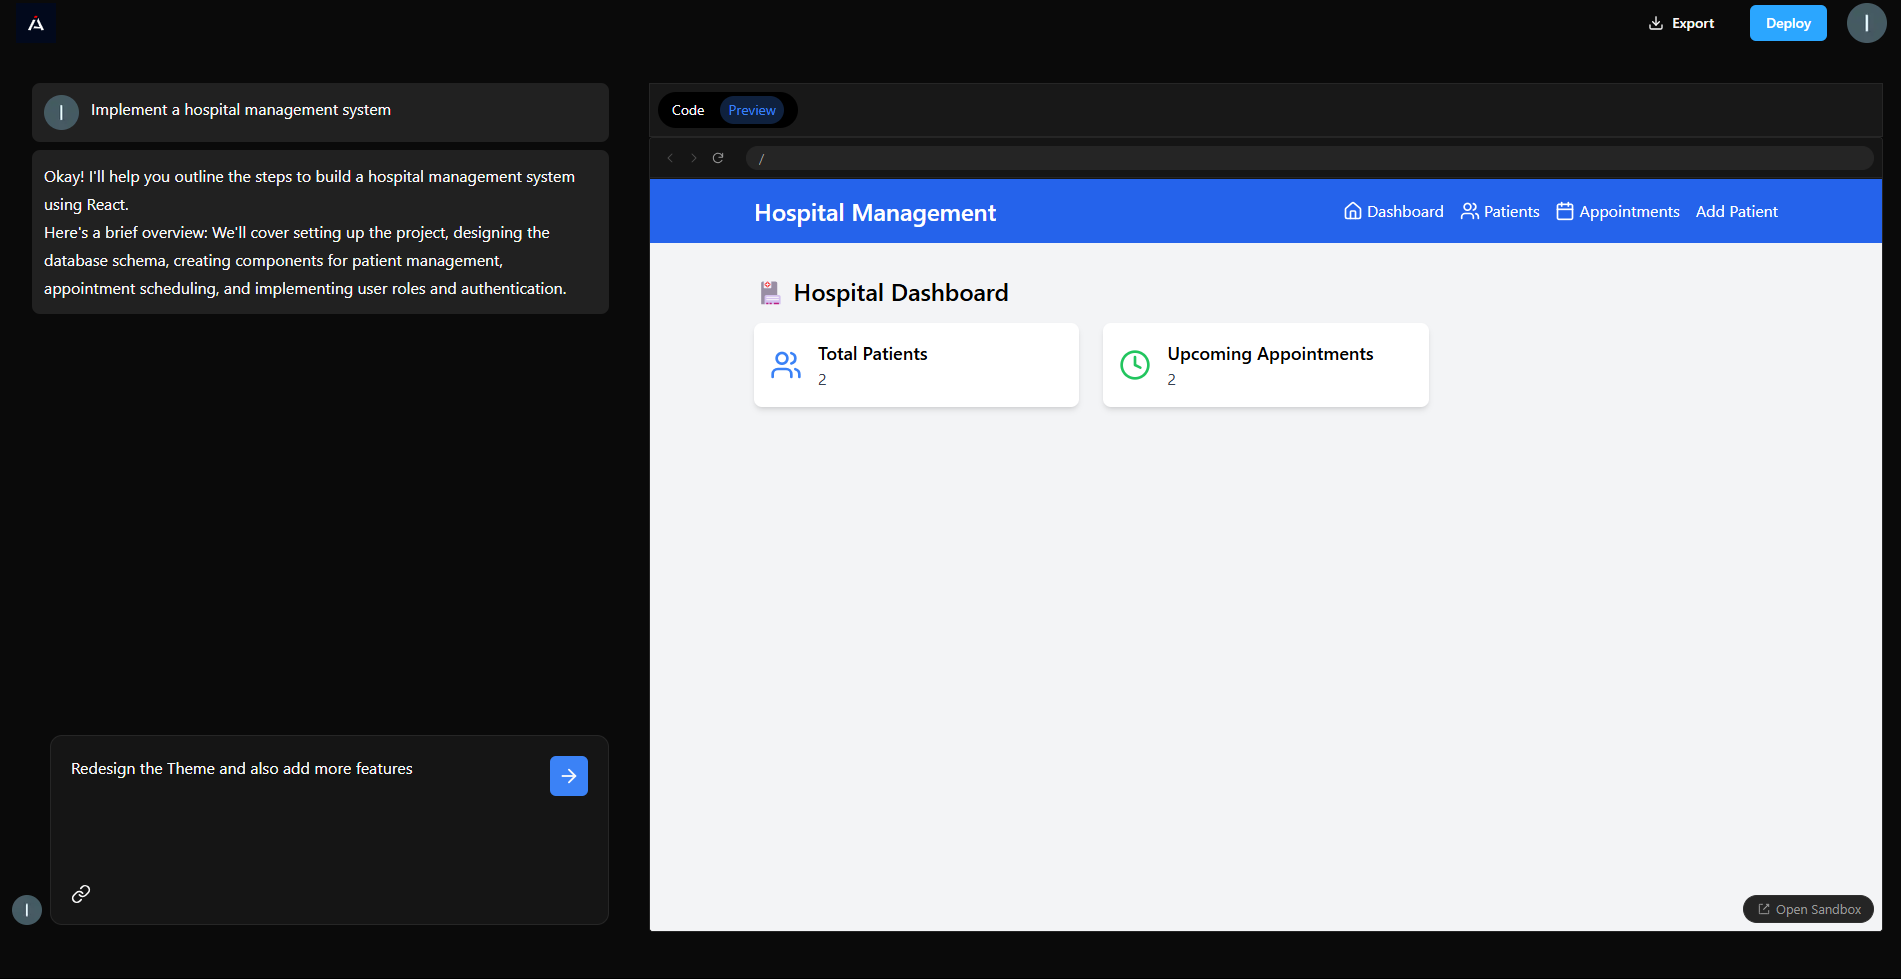 Export
Deploy
I
I
Implement a hospital management system
Okay! I'll help you outline the steps to build a hospital management system
using React.
Here's a brief overview: We'll cover setting up the project, designing the
database schema, creating components for patient management,
appointment scheduling, and implementing user roles and authentication.
Redesign the Theme and also add more features
I
Code
Preview
/
Hospital Management
Dashboard
Patients
Appointments
Add Patient
Hospital Dashboard
Total Patients
2
Upcoming Appointments
2
Open Sandbox